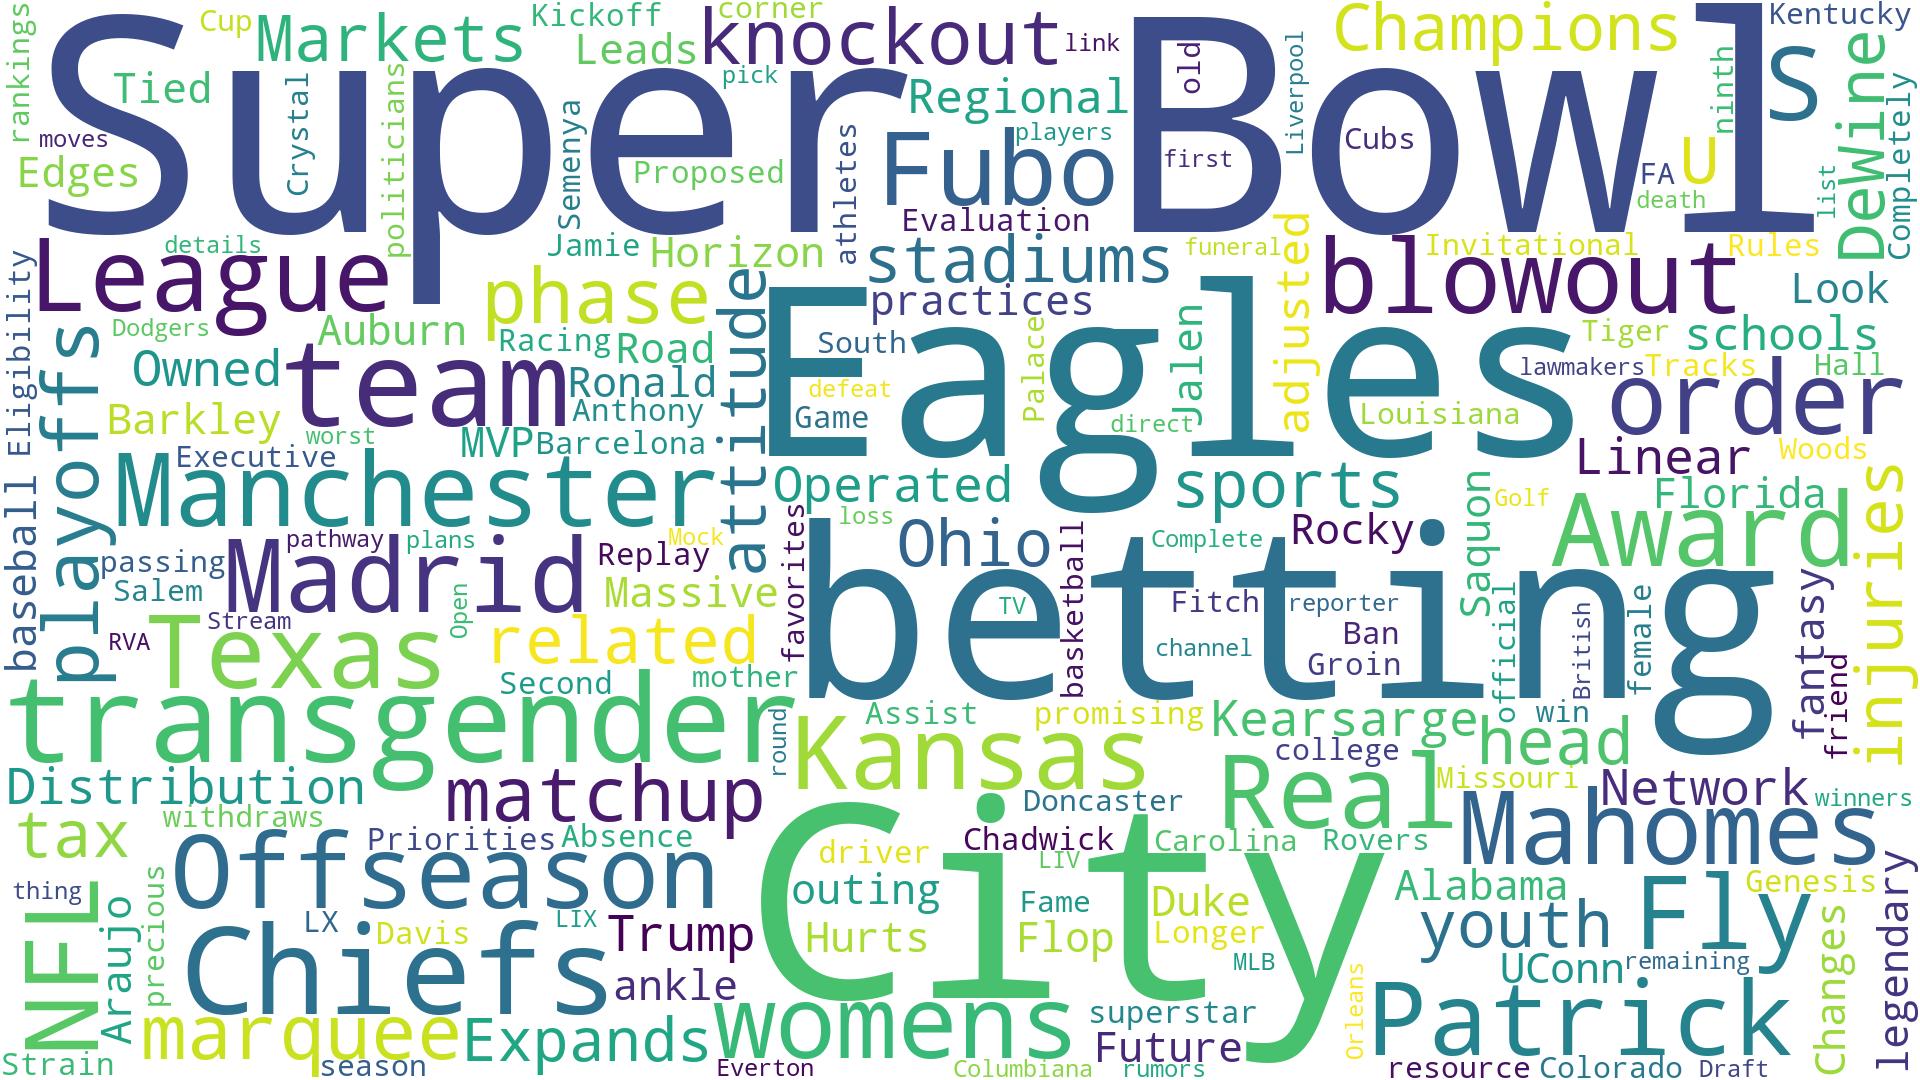 Super Bowl
rankings
Cup
Markets
Kickoff
corner
Leads
knockout
link
Champions
Kentucky
Tied
Crystal
politicians
Semenya
pick
Regional
old
Liverpool
ninth
S
DeWine
Completely
moves
Edges
Proposed
athletes
Fubo
players
first
Cubs
FA
U
death
list
details
Jamie
Horizon
Evaluation
stadiums
funeral
Invitational
Rules
League
phase
attitude
practices
adjusted
blowout
Look
Eligibility
Dodgers
Auburn
Racing
Road
South
Eagles
Palace
Jalen
Tiger
schools
playoffs
Owned
team
Ronald
defeat
lawmakers
Tracks
Hall
Barkley
worst
Anthony
Game
direct
Louisiana
order
Executive
MVP
Barcelona
Linear
Woods
baseball
Manchester
Operated
sports
Saquon
Golf
Florida
injuries
passing
pathway
plans
Mock
loss
favorites
Ohio
basketball
Complete
Rocky
Award
Salem
Madrid
Replay
Massive
betting
TV
Fitch
reporter
official
British
female
fantasy
RVA
Stream
Open
Texas
related
channel
Ban
Groin
friend
transgender
Second
mother
round
Assist
promising
Kearsarge
win
head
Distribution
matchup
Kansas
college
Real
Missouri
Network
winners
tax
withdraws
Priorities
Absence
Doncaster
Chadwick
Carolina
Rovers
Mahomes
Offseason
driver
City
LIV
thing
NFL
Araujo
precious
outing
Fame
Duke
Alabama
Genesis
legendary
Chiefs
LX
Davis
LIX
Trump
Hurts
Flop
Longer
youth
Fly
Changes
ankle
MLB
UConn
remaining
Strain
marquee
Expands
womens
superstar
Orleans
Patrick
season
Everton
Columbiana
Future
rumors
resource
Colorado
Draft